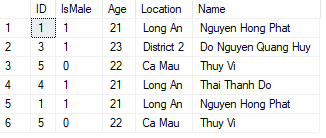 ID IsMale Age Location Name
1 1 1 21 Long An Nguyen Hong Phat
2 3 1 23 District 2 Do Nguyen Quang Huy
3 5 0 22 Ca Mau Thuy Vi
4 4 1 21 Long An Thai Thanh Do
5 1 1 21 Long An Nguyen Hong Phat
6 5 0 22 Ca Mau Thuy Vi